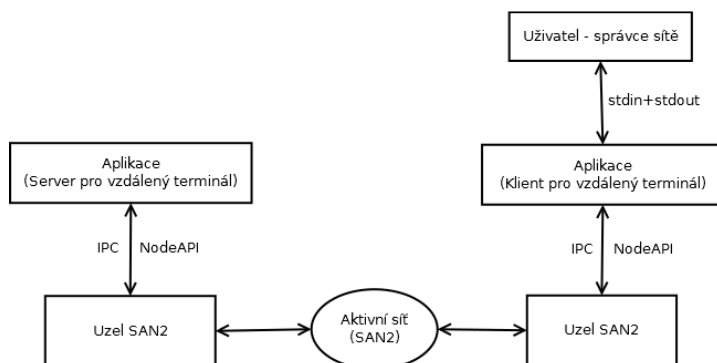 Uživatel - správce sítě
stdin+stdout
Aplikace
(Server pro vzdálený terminál)
Aplikace
(Klient pro vzdálený terminál)
IPC NodeAPI
IPC NodeAPI
Uzel SAN2
Aktivní síť
(SAN2)
Uzel SAN2